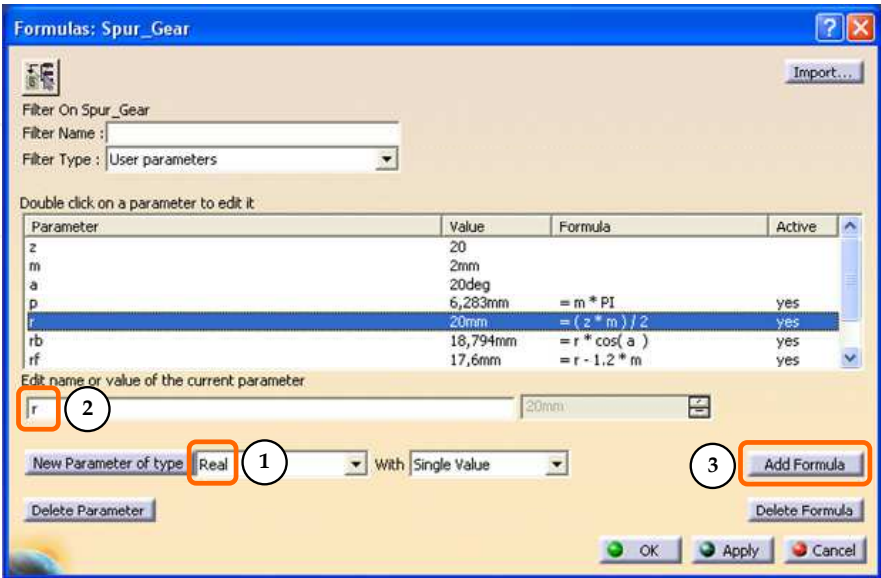 Formulas: Spur_Gear
Import...
Filter On Spur_Gear
Filter Name :
Filter Type : User parameters
Double click on a parameter to edit it
Parameter Value Formula Active
z 20
m 2mm
a 20deg
p 6,283mm = m * PI yes
r 20mm = ( z * m ) / 2 yes
rb 18,794mm = r * cos( a ) yes
rf 17,6mm = r - 1.2 * m yes
Edit name or value of the current parameter
r 2 20mm
New Parameter of type Real 1 With Single Value 3 Add Formula
Delete Parameter Delete Formula
OK Apply Cancel